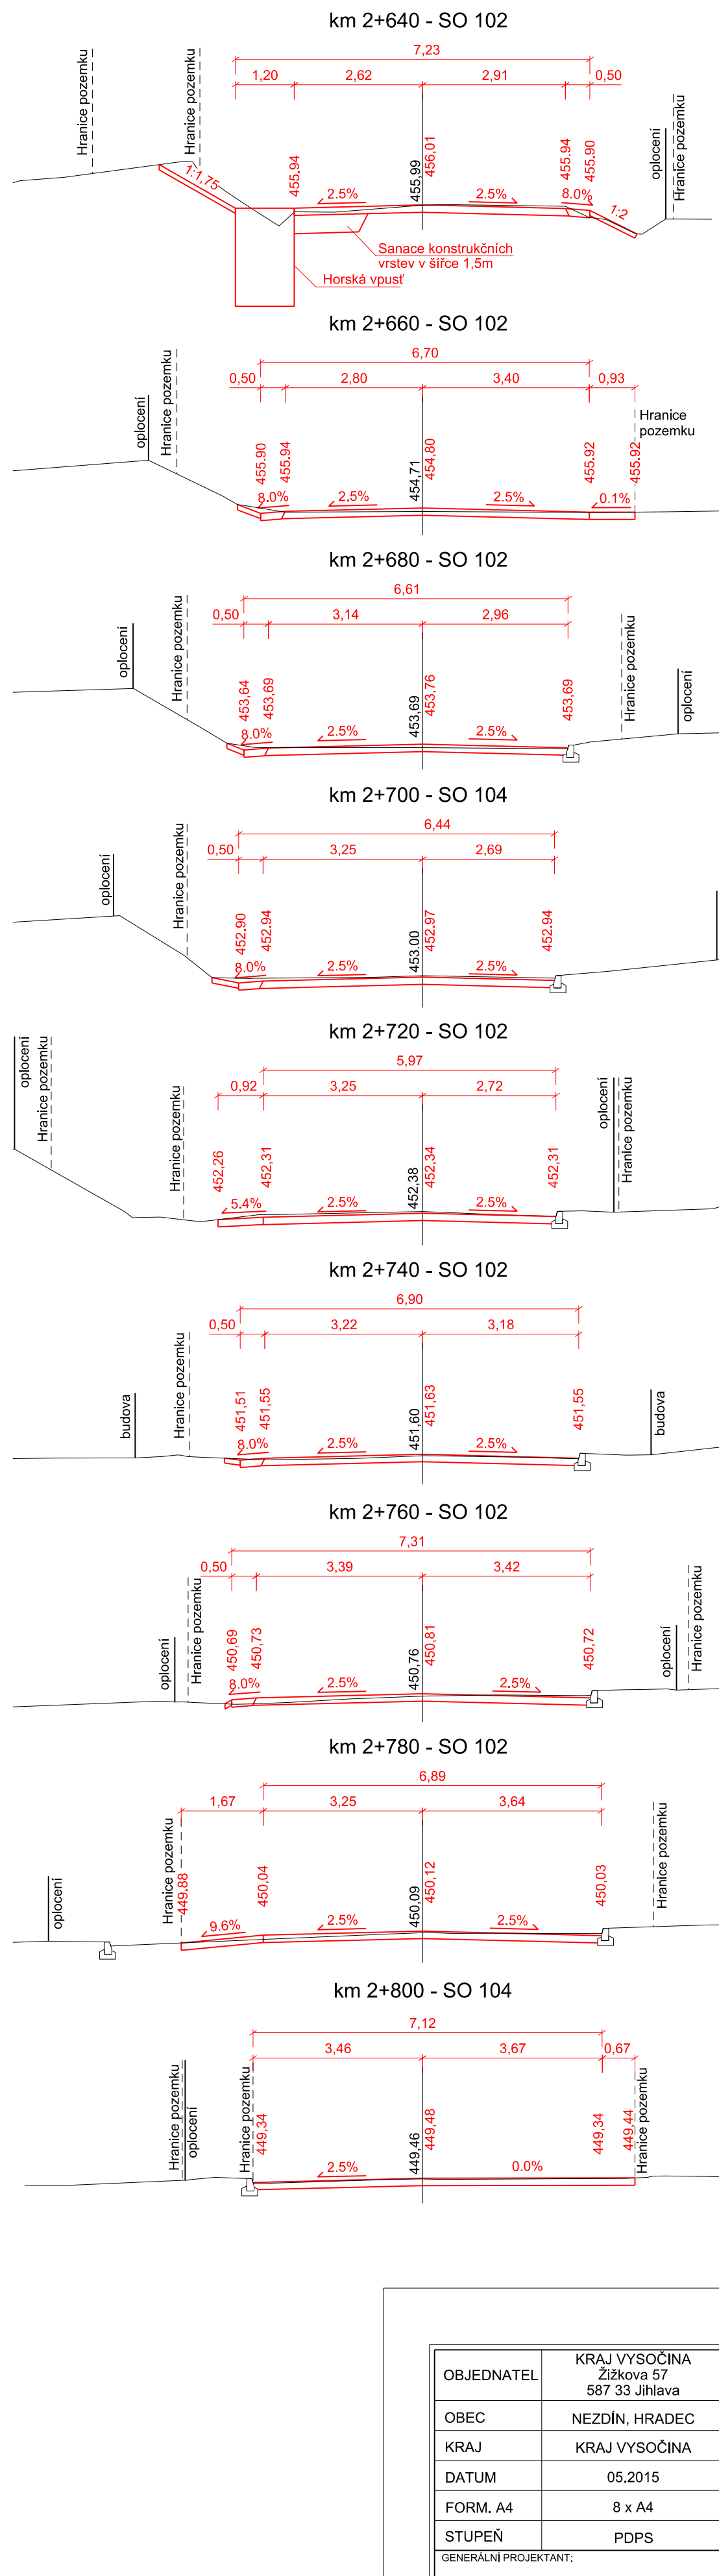 km 2+640 - SO 102
7,23
1,20 2,62 2,91 0,50
Hranice pozemku
Hranice pozemku
455.94
455.99
456,01
455.94
455.90
oplocení
Hranice pozemku
1:1,75
2.5%
2.5%
8.0%
1:2
Sanace konstrukčních
vrstev v šířce 1,5m
Horská vpusť
km 2+660 - SO 102
6,70
0,50 2,80 3,40 0,93
oplocení
Hranice pozemku
455.90
455.94
454,71
454,80
455.92
455.92
Hranice
pozemku
8.0%
2.5%
2.5%
0.1%
km 2+680 - SO 102
6,61
0,50 3,14 2,96
oplocení
Hranice pozemku
453,64
453,69
453,69
453,76
453,69
Hranice pozemku
oplocení
8.0%
2.5%
2.5%
km 2+700 - SO 104
6,44
0,50 3,25 2,69
oplocení
Hranice pozemku
452.90
452.94
453.00
452.97
452.94
8.0%
2.5%
2.5%
km 2+720 - SO 102
5,97
0,92 3,25 2,72
oplocení
Hranice pozemku
Hranice pozemku
452,26
452,31
452,38
452,34
452,31
oplocení
Hranice pozemku
5.4%
2.5%
2.5%
km 2+740 - SO 102
6,90
0,50 3,22 3,18
budova
Hranice pozemku
451,51
451,55
451,60
451,63
451,55
budova
8.0%
2.5%
2.5%
km 2+760 - SO 102
7,31
0,50 3,39 3,42
oplocení
Hranice pozemku
450,69
450,73
450,76
450,81
450,72
oplocení
Hranice pozemku
8.0%
2.5%
2.5%
km 2+780 - SO 102
6,89
1,67 3,25 3,64
oplocení
Hranice pozemku
449.88
450,04
450,09
450,12
450,03
Hranice pozemku
9.6%
2.5%
2.5%
km 2+800 - SO 104
7,12
3,46 3,67 0,67
Hranice pozemku
oplocení
Hranice pozemku
449,34
449,46
449,48
449,34
449,44
Hranice pozemku
2.5%
0.0%
OBJEDNATEL KRAJ VYSOČINA
Žižkova 57
587 33 Jihlava
OBEC NEZDÍN, HRADEC
KRAJ KRAJ VYSOČINA
DATUM 05.2015
FORM. A4 8 x A4
STUPEŇ PDPS
GENERÁLNÍ PROJEKTANT: